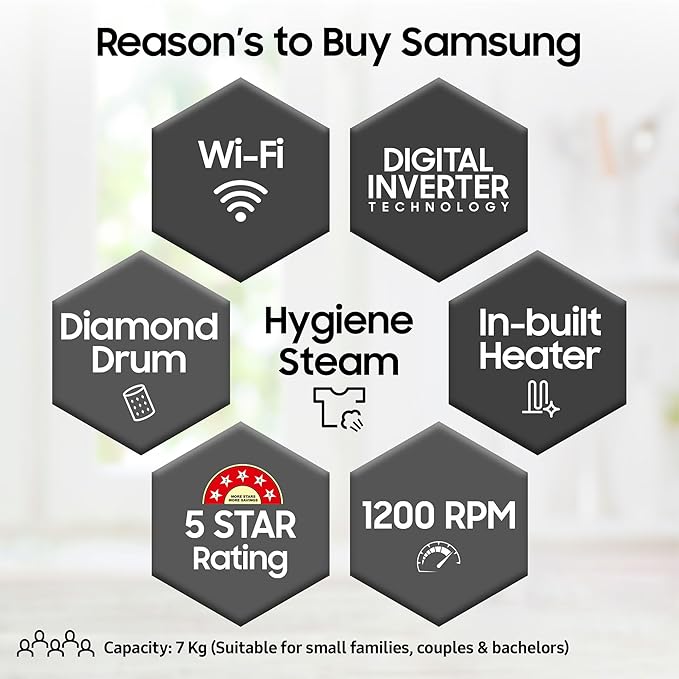 Reason's to Buy Samsung
Wi-Fi
DIGITAL
INVERTER
TECHNOLOGY
Diamond
Drum
Hygiene
Steam
In-built
Heater
MORE STARS
MORE SAVINGS
5 STAR
Rating
1200 RPM
Capacity: 7 Kg (Suitable for small families, couples & bachelors)